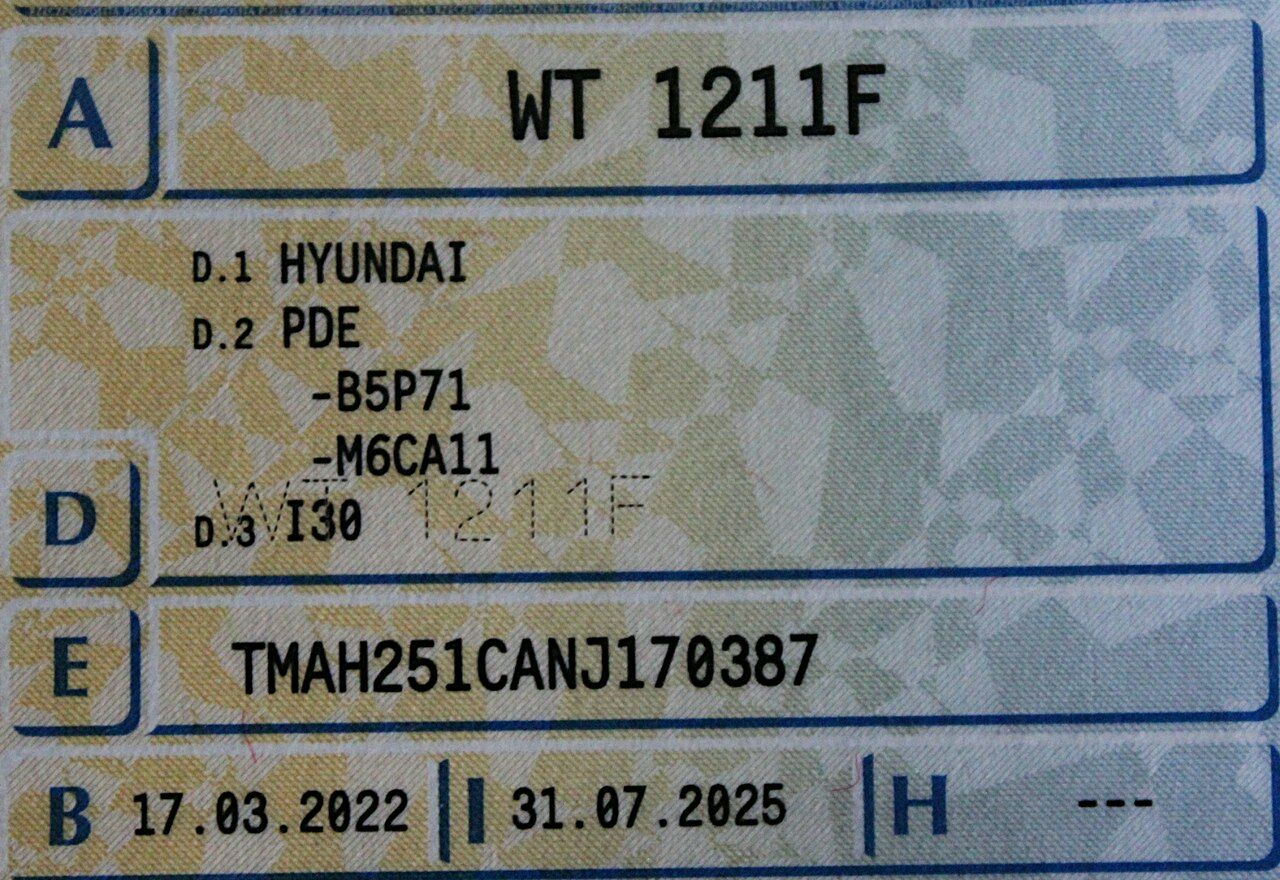 A WT 1211F
D.1 HYUNDAI
D.2 PDE
-B5P71
-M6CA11
WT 1211F
D D.3 I30
E TMAH251CANJ170387
B 17.03.2022 I 31.07.2025 H ---